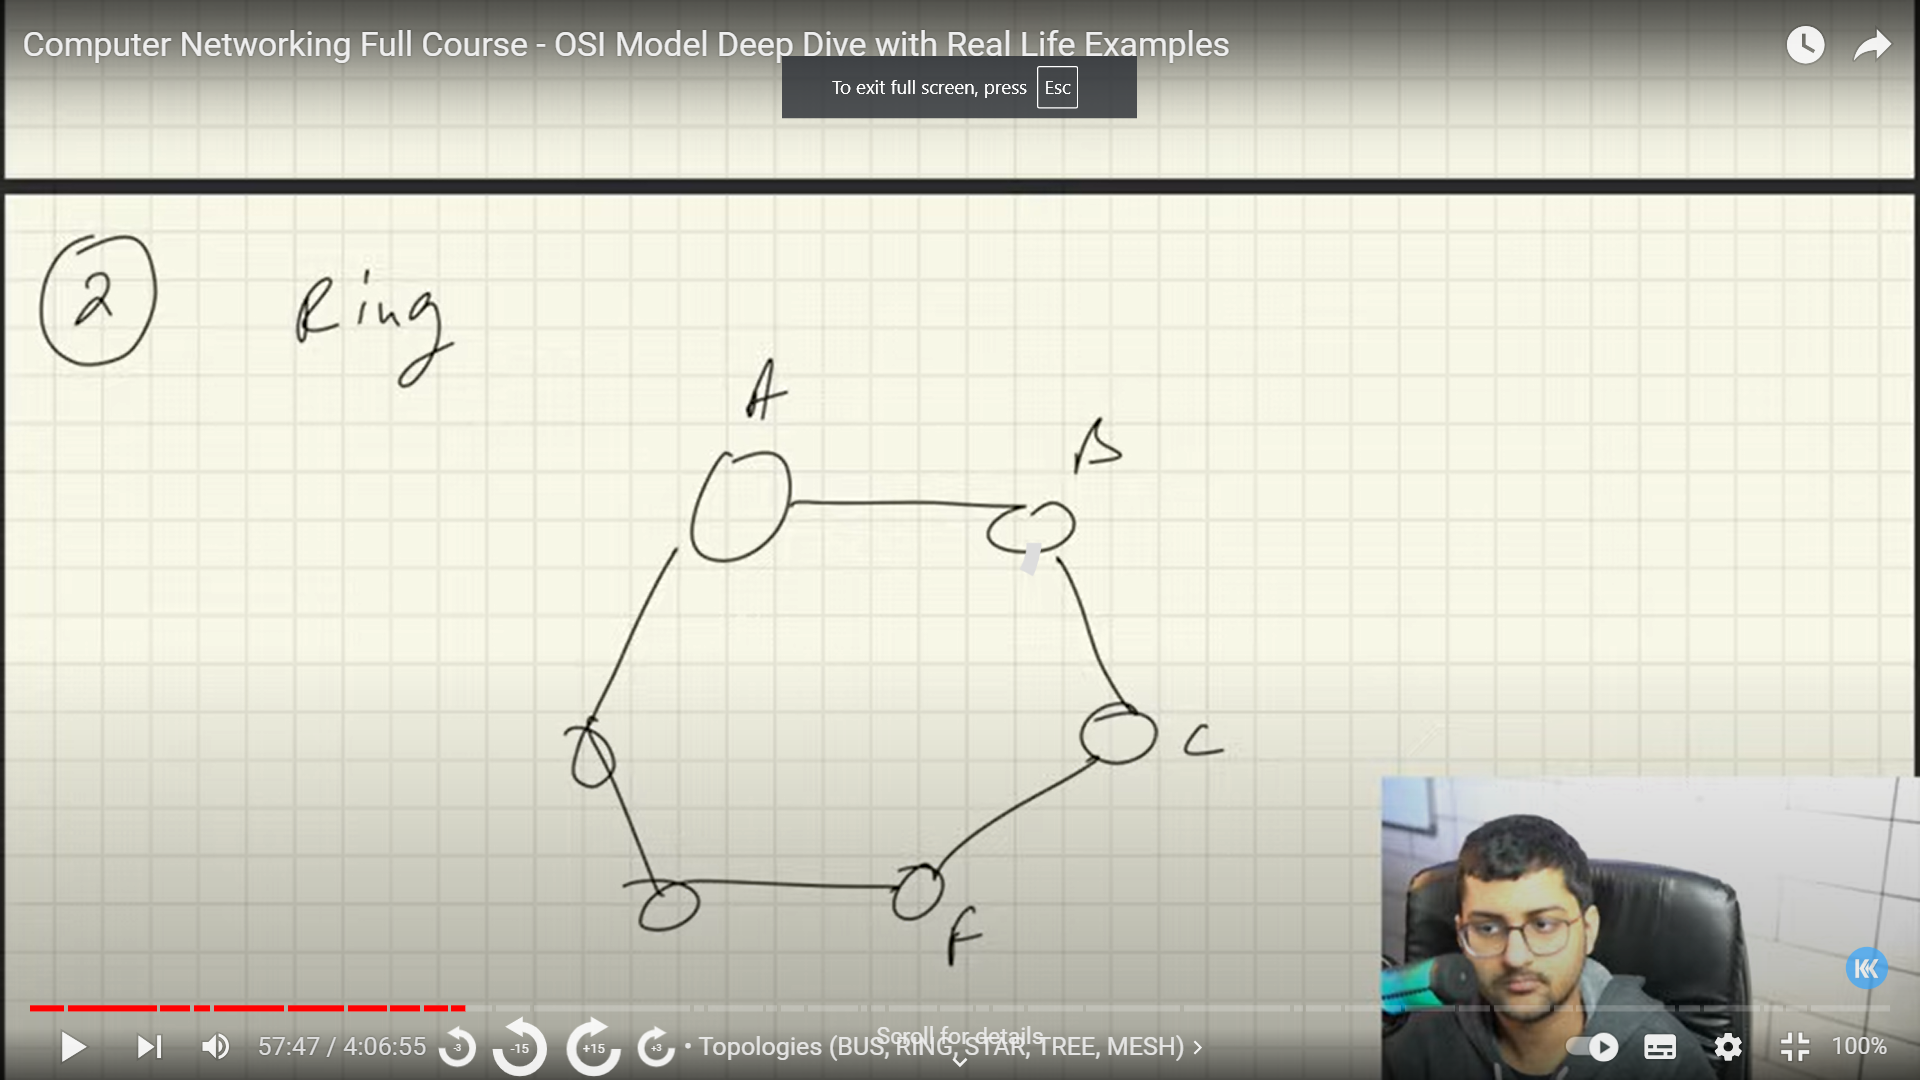 Computer Networking Full Course - OSI Model Deep Dive with Real Life Examples
To exit full screen, press Esc
2
Ring
A
B
C
F
-3
-15
+15
+3
57:47 / 4:06:55
• Topologies (BUS, RING, STAR, TREE, MESH) >
Scroll for details
100%